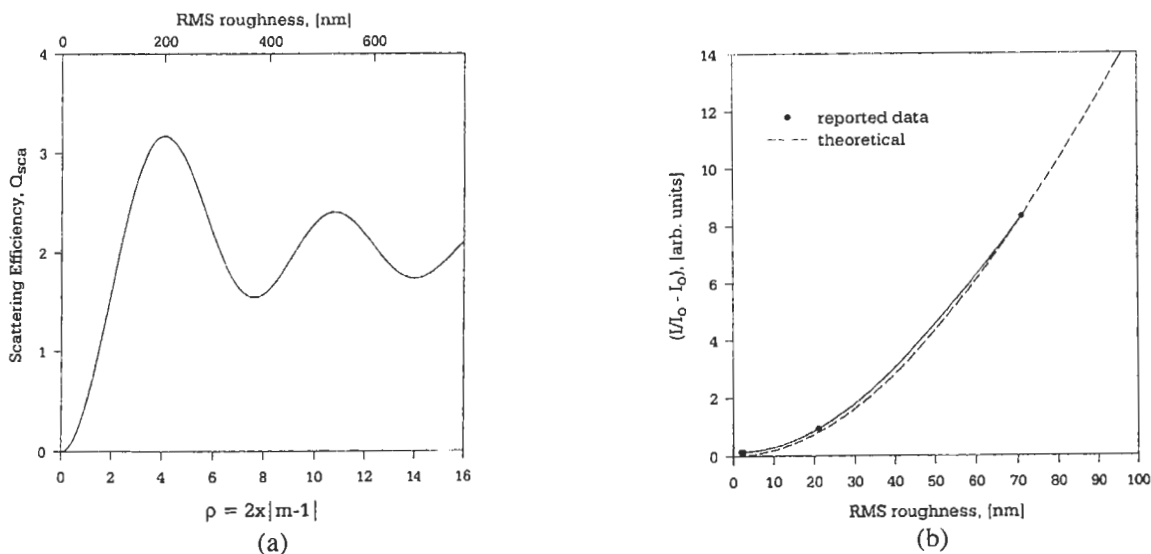 RMS roughness, [nm]
0 200 400 600
4
3
2
1
0
Scattering Efficiency, Qsca
0 2 4 6 8 10 12 14 16
ρ = 2x|m-1|
(a)
14
12
10
8
6
4
2
0
(I/Io - Io), [arb. units]
reported data
theoretical
0 10 20 30 40 50 60 70 80 90 100
RMS roughness, [nm]
(b)